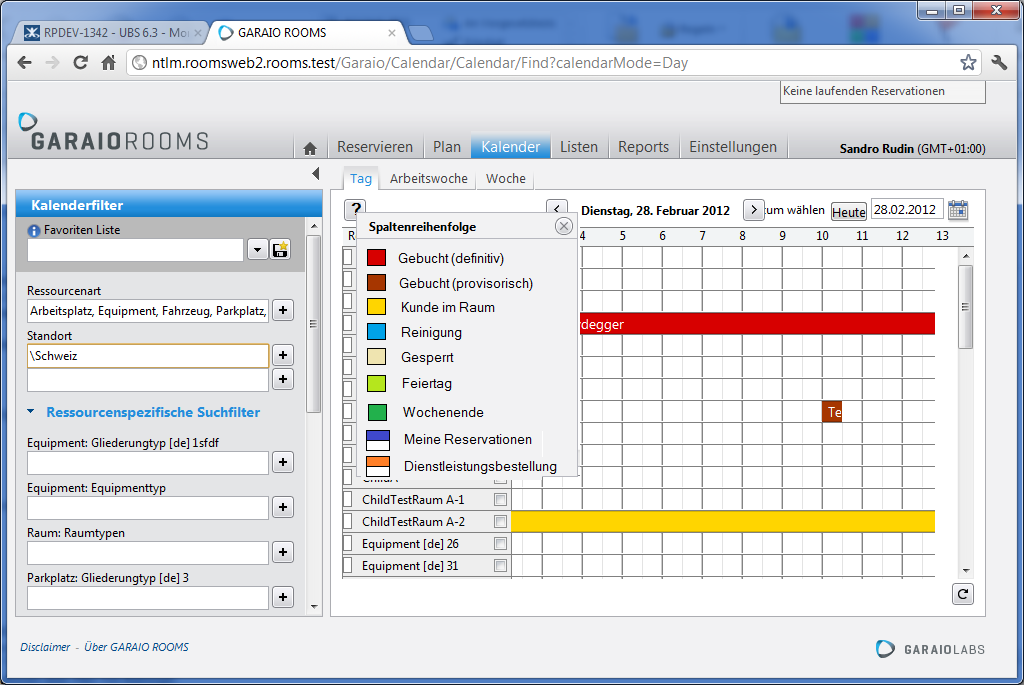 RPDEV-1342 - UBS 6.3 - Mo
GARAIO ROOMS
ntlm.roomsweb2.rooms.test/Garaio/Calendar/Calendar/Find?calendarMode=Day
Keine laufenden Reservationen
GARAIO ROOMS
Reservieren
Plan
Kalender
Listen
Reports
Einstellungen
Sandro Rudin (GMT+01:00)
Kalenderfilter
Favoriten Liste
Ressourcenart
Arbeitsplatz, Equipment, Fahrzeug, Parkplatz,
Standort
\Schweiz
Ressourcenspezifische Suchfilter
Equipment: Gliederungtyp [de] 1sfdf
Equipment: Equipmenttyp
Raum: Raumtypen
Parkplatz: Gliederungtyp [de] 3
Tag
Arbeitswoche
Woche
?
Dienstag, 28. Februar 2012
zum wählen
Heute
28.02.2012
R
4 5 6 7 8 9 10 11 12 13
Spaltenreihenfolge
Gebucht (definitiv)
Gebucht (provisorisch)
Kunde im Raum
Reinigung
Gesperrt
Feiertag
Wochenende
Meine Reservationen
Dienstleistungsbestellung
degger
Te
ChildTestRaum A-1
ChildTestRaum A-2
Equipment [de] 26
Equipment [de] 31
Disclaimer - Über GARAIO ROOMS
GARAIO LABS